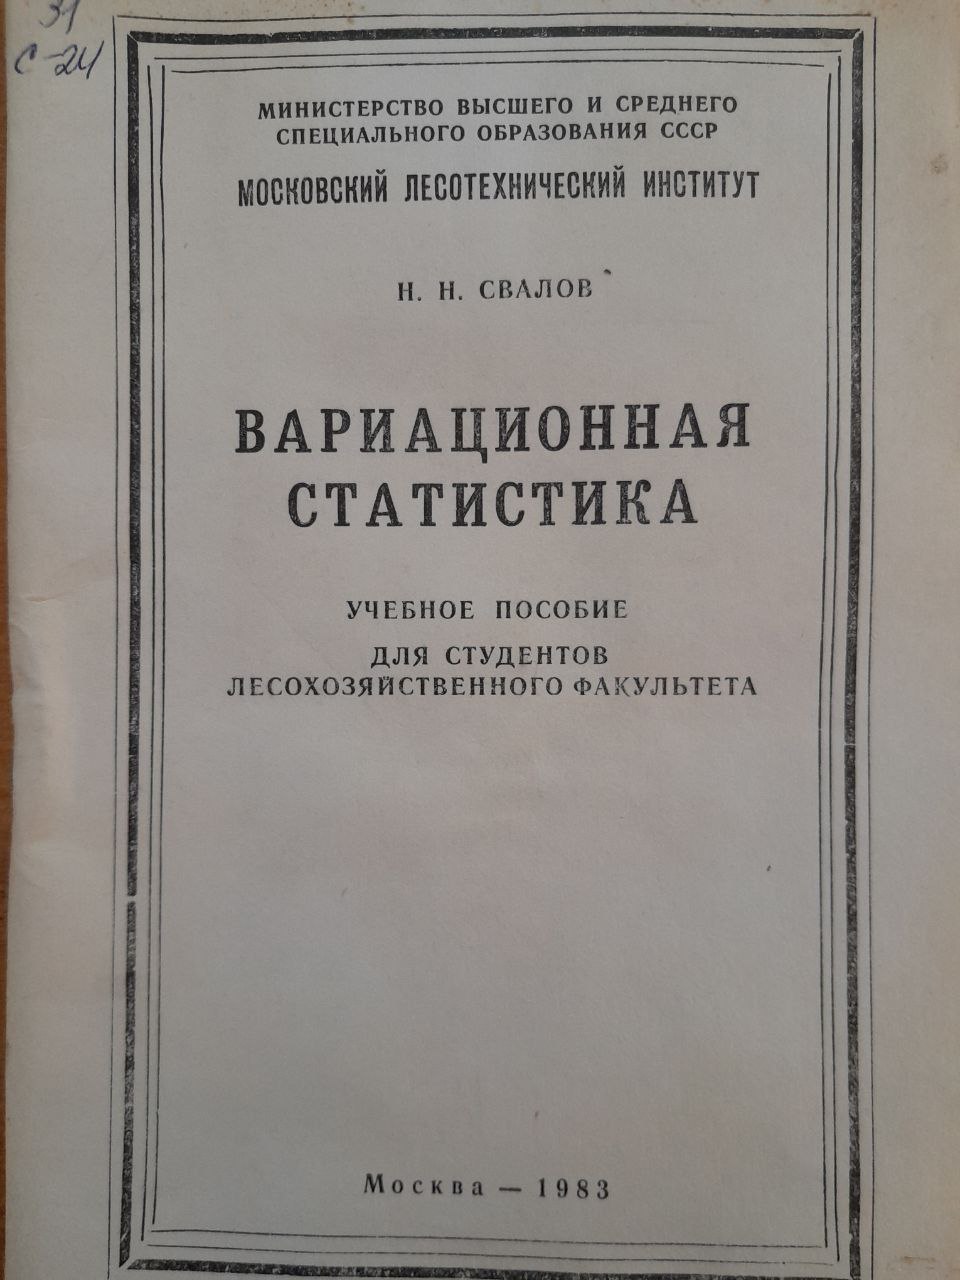 31
С-24
МИНИСТЕРСТВО ВЫСШЕГО И СРЕДНЕГО
СПЕЦИАЛЬНОГО ОБРАЗОВАНИЯ СССР
МОСКОВСКИЙ ЛЕСОТЕХНИЧЕСКИЙ ИНСТИТУТ
Н. Н. СВАЛОВ
ВАРИАЦИОННАЯ
СТАТИСТИКА
УЧЕБНОЕ ПОСОБИЕ
ДЛЯ СТУДЕНТОВ
ЛЕСОХОЗЯЙСТВЕННОГО ФАКУЛЬТЕТА
Москва — 1983